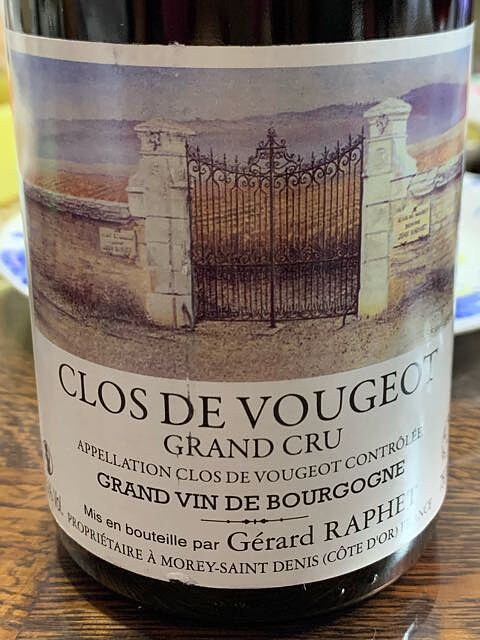 CLOS DE VOUGEOT
GRAND CRU
APPELLATION CLOS DE VOUGEOT CONTRÔLÉE
GRAND VIN DE BOURGOGNE
Mis en bouteille par Gérard RAPHET
PROPRIÉTAIRE À MOREY-SAINT DENIS (CÔTE D'OR) FRANCE